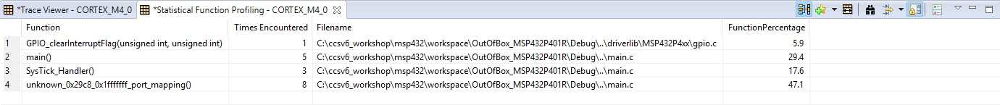 *Trace Viewer - CORTEX_M4_0 *Statistical Function Profiling - CORTEX_M4_0
Function Times Encountered Filename FunctionPercentage
1 GPIO_clearInterruptFlag(unsigned int, unsigned int) 1 C:\ccsv6_workshop\msp432\workspace\OutOfBox_MSP432P401R\Debug\..\driverlib\MSP432P4xx\gpio.c 5.9
2 main() 5 C:\ccsv6_workshop\msp432\workspace\OutOfBox_MSP432P401R\Debug\..\main.c 29.4
3 SysTick_Handler() 3 C:\ccsv6_workshop\msp432\workspace\OutOfBox_MSP432P401R\Debug\..\main.c 17.6
4 unknown_0x29c8_0x1fffffff_port_mapping() 8 C:\ccsv6_workshop\msp432\workspace\OutOfBox_MSP432P401R\Debug\..\main.c 47.1